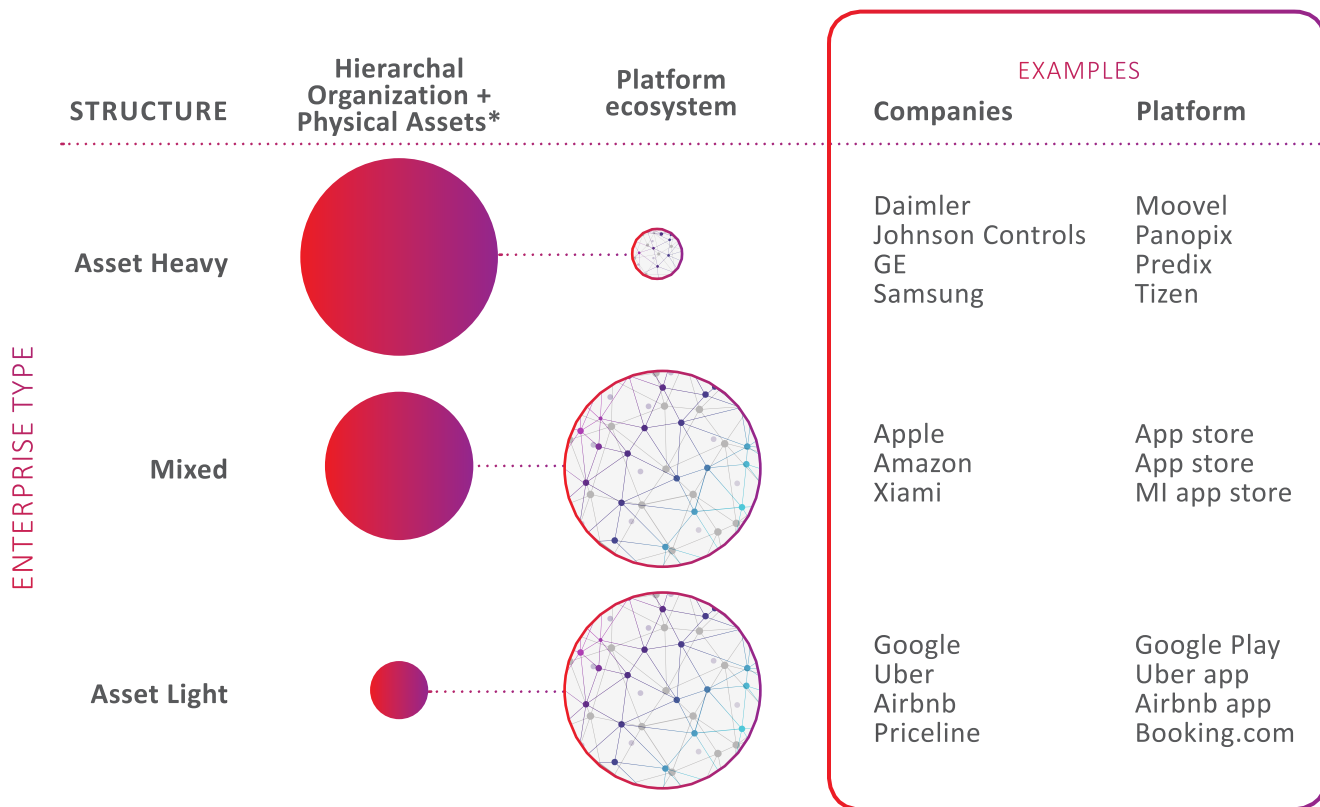 EXAMPLES
STRUCTURE
Hierarchal
Organization +
Physical Assets*
Platform
ecosystem
Companies
Platform
ENTERPRISE TYPE
Asset Heavy
Daimler Moovel
Johnson Controls Panopix
GE Predix
Samsung Tizen
Mixed
Apple App store
Amazon App store
Xiami MI app store
Asset Light
Google Google Play
Uber Uber app
Airbnb Airbnb app
Priceline Booking.com